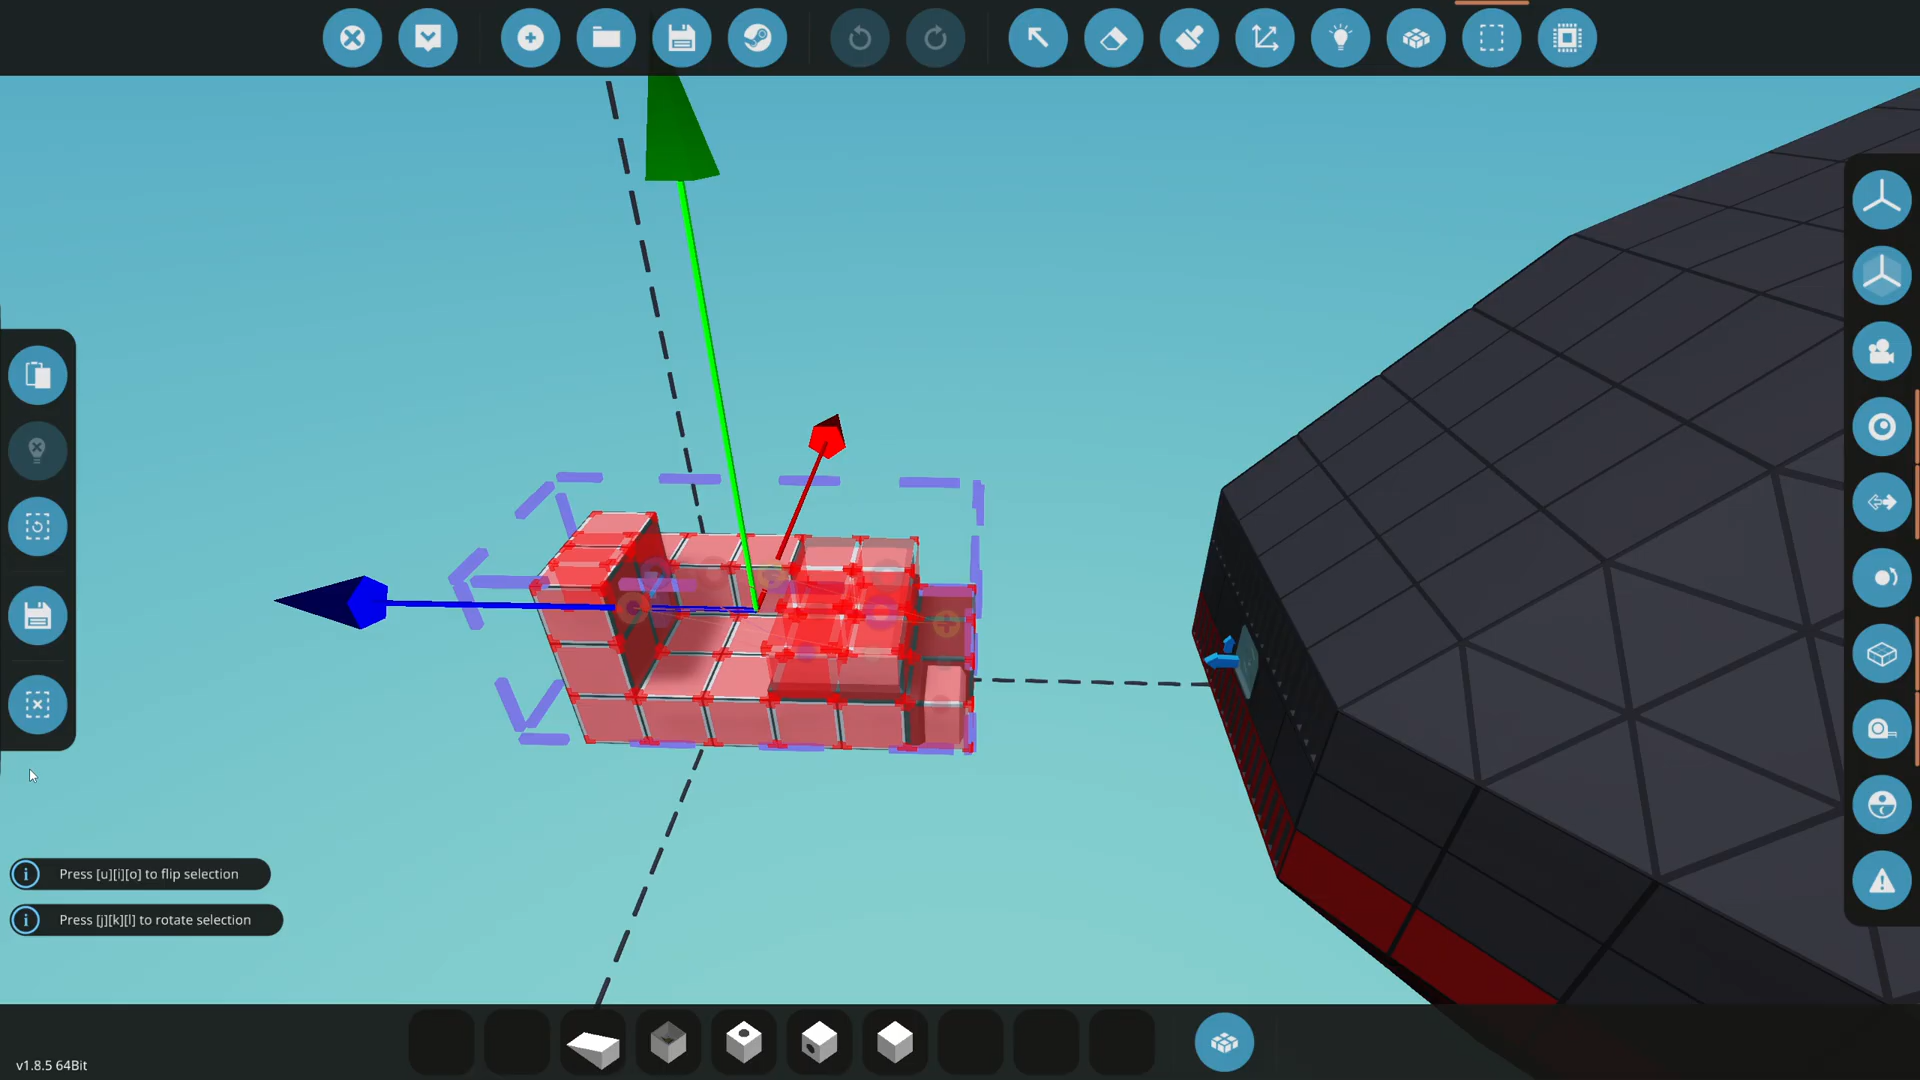 Press [u][i][o] to flip selection
Press [j][k][l] to rotate selection
v1.8.5 64Bit